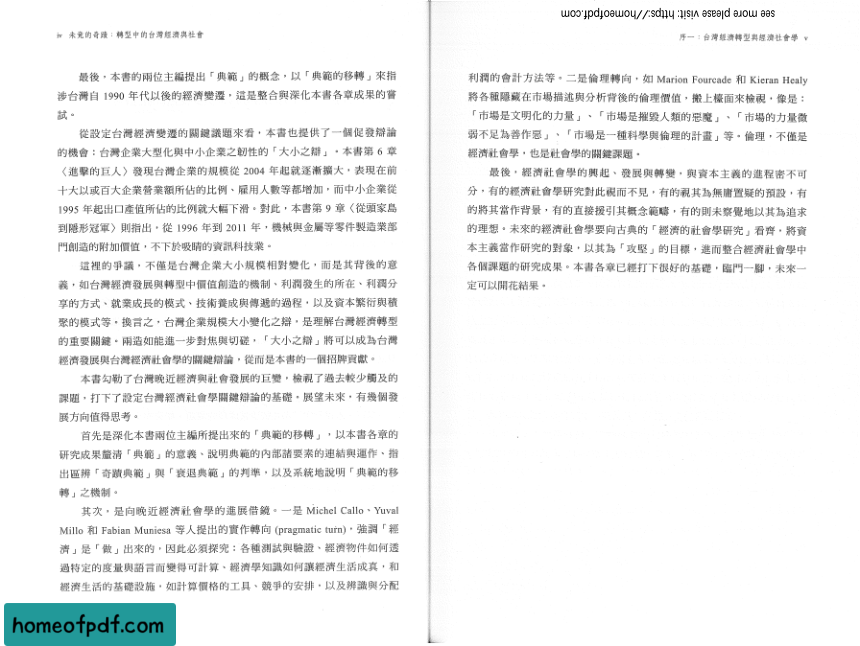 iv 未竟的奇蹟：轉型中的台灣經濟與社會
最後，本書的兩位主編提出「典範」的概念，以「典範的移轉」來指
涉台灣自 1990 年代以後的經濟變遷，這是整合與深化本書各章成果的嘗
試。
從設定台灣經濟變遷的關鍵議題來看，本書也提供了一個促發辯論
的機會：台灣企業大型化與中小企業之韌性的「大小之辯」。本書第 6 章
〈進擊的巨人〉發現台灣企業的規模從 2004 年起就逐漸擴大，表現在前
十大以或百大企業營業額所佔的比例、雇用人數等都增加，而中小企業從
1995 年起出口產值所佔的比例就大幅下滑。對此，本書第 9 章〈從頭家島
到隱形冠軍〉則指出，從 1996 年到 2011 年，機械與金屬等零件製造業部
門創造的附加價值，不下於吸睛的資訊科技業。
這裡的爭議，不僅是台灣企業大小規模相對變化，而是其背後的意
義，如台灣經濟發展與轉型中價值創造的機制、利潤發生的所在、利潤分
享的方式、就業成長的模式、技術養成與傳遞的過程，以及資本繁衍與積
聚的模式等。換言之，台灣企業規模大小變化之辯，是理解台灣經濟轉型
的重要關鍵。兩造如能進一步對焦與切磋，「大小之辯」將可以成為台灣
經濟發展與台灣經濟社會學的關鍵辯論，從而是本書的一個招牌貢獻。
本書勾勒了台灣晚近經濟與社會發展的巨變，檢視了過去較少觸及的
課題，打下了設定台灣經濟社會學關鍵辯論的基礎。展望未來，有幾個發
展方向值得思考。
首先是深化本書兩位主編所提出來的「典範的移轉」，以本書各章的
研究成果釐清「典範」的意義、說明典範的內部諸要素的連結與運作、指
出區辨「奇蹟典範」與「衰退典範」的判準，以及系統地說明「典範的移
轉」之機制。
其次，是向晚近經濟社會學的進展借鏡。一是 Michel Callo、Yuval
Millo 和 Fabian Muniesa 等人提出的實作轉向 (pragmatic turn)，強調「經
濟」是「做」出來的，因此必須探究：各種測試與驗證、經濟物件如何透
過特定的度量與語言而變得可計算、經濟學知識如何讓經濟生活成真，和
經濟生活的基礎設施，如計算價格的工具、競爭的安排，以及辨識與分配
homeofpdf.com
see more please visit: https://homeofpdf.com
序一：台灣經濟轉型與經濟社會學 v
利潤的會計方法等。二是倫理轉向，如 Marion Fourcade 和 Kieran Healy
將各種隱藏在市場描述與分析背後的倫理價值，搬上檯面來檢視，像是：
「市場是文明化的力量」、「市場是摧毀人類的惡魔」、「市場的力量微
弱不足為善作惡」、「市場是一種科學與倫理的計畫」等。倫理，不僅是
經濟社會學，也是社會學的關鍵課題。
最後，經濟社會學的興起、發展與轉變，與資本主義的進程密不可
分，有的經濟社會學研究對此視而不見，有的視其為無庸置疑的預設，有
的將其當作背景，有的直接援引其概念範疇，有的則未察覺地以其為追求
的理想。未來的經濟社會學要向古典的「經濟的社會學研究」看齊，將資
本主義當作研究的對象，以其為「攻堅」的目標，進而整合經濟社會學中
各個課題的研究成果。本書各章已經打下很好的基礎，臨門一腳，未來一
定可以開花結果。